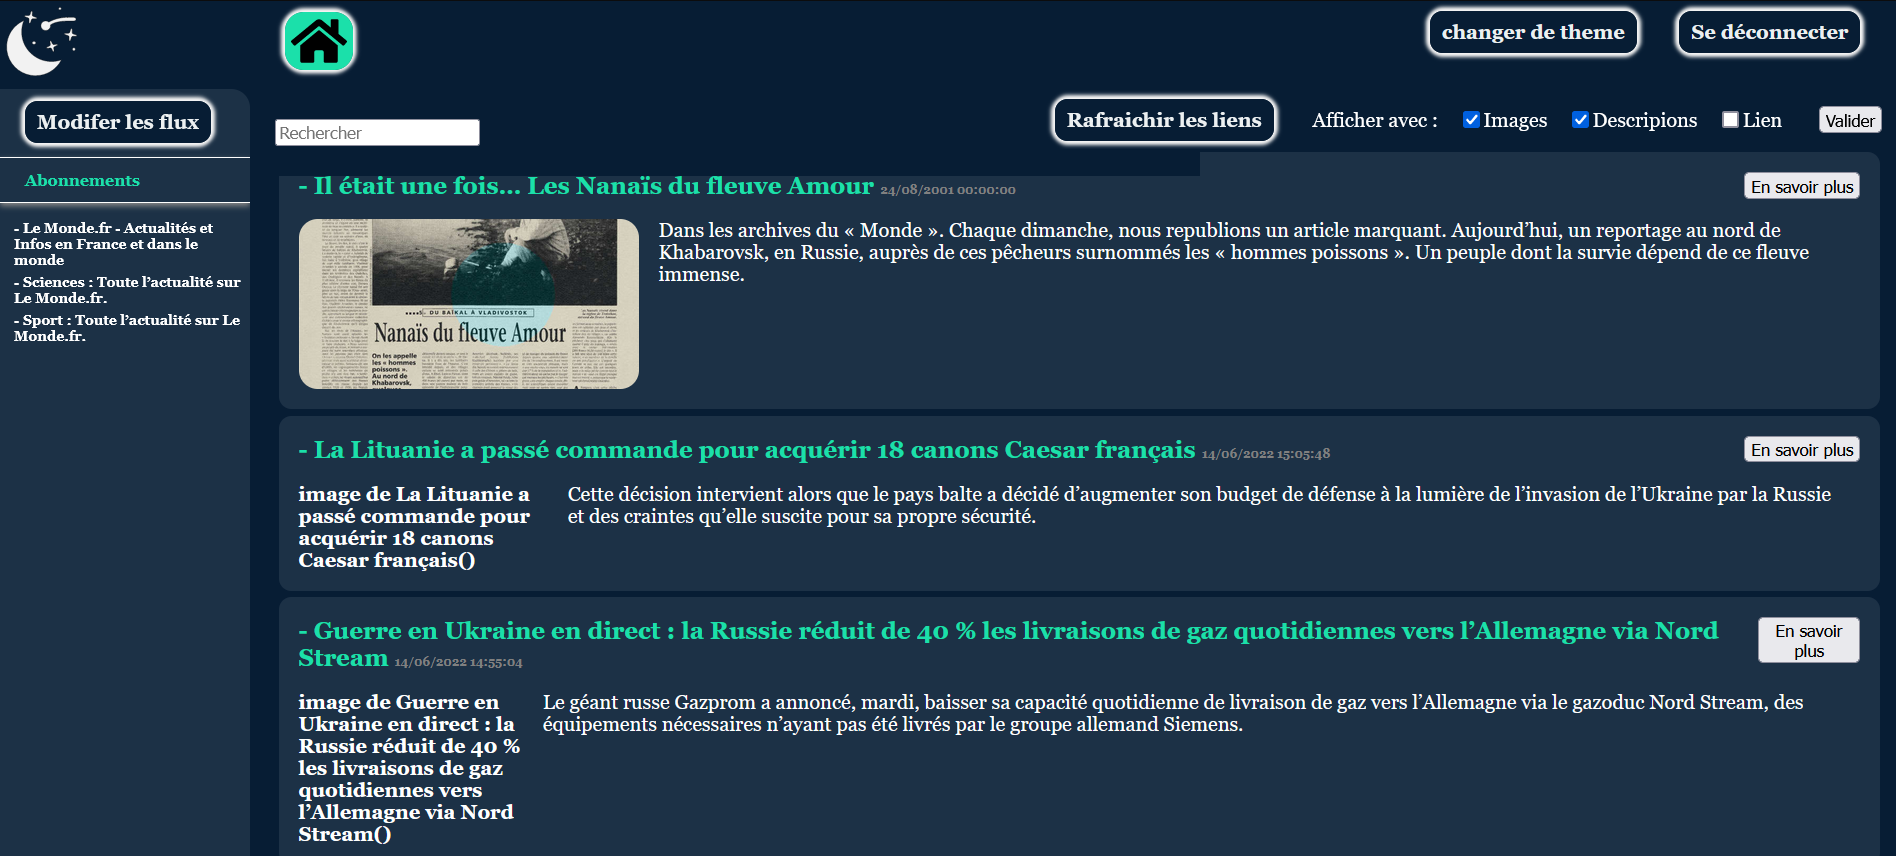 changer de theme
Se déconnecter
Modifer les flux
Rechercher
Rafraichir les liens
Afficher avec :
Images
Descripions
Lien
Valider
Abonnements
- Le Monde.fr - Actualités et
Infos en France et dans le
monde
- Sciences : Toute l’actualité sur
Le Monde.fr.
- Sport : Toute l’actualité sur Le
Monde.fr.
- Il était une fois… Les Nanaïs du fleuve Amour 24/08/2001 00:00:00
En savoir plus
DU BAÏKAL À VLADIVOSTOK
Nanaïs du fleuve Amour
On les appelle
les « hommes
poissons ».
Au nord de
Khabarovsk,
Dans les archives du « Monde ». Chaque dimanche, nous republions un article marquant. Aujourd’hui, un reportage au nord de
Khabarovsk, en Russie, auprès de ces pêcheurs surnommés les « hommes poissons ». Un peuple dont la survie dépend de ce fleuve
immense.
- La Lituanie a passé commande pour acquérir 18 canons Caesar français 14/06/2022 15:05:48
En savoir plus
image de La Lituanie a
passé commande pour
acquérir 18 canons
Caesar français()
Cette décision intervient alors que le pays balte a décidé d’augmenter son budget de défense à la lumière de l’invasion de l’Ukraine par la Russie
et des craintes qu’elle suscite pour sa propre sécurité.
- Guerre en Ukraine en direct : la Russie réduit de 40 % les livraisons de gaz quotidiennes vers l’Allemagne via Nord
Stream 14/06/2022 14:55:04
En savoir
plus
image de Guerre en
Ukraine en direct : la
Russie réduit de 40 %
les livraisons de gaz
quotidiennes vers
l’Allemagne via Nord
Stream()
Le géant russe Gazprom a annoncé, mardi, baisser sa capacité quotidienne de livraison de gaz vers l’Allemagne via le gazoduc Nord Stream, des
équipements nécessaires n’ayant pas été livrés par le groupe allemand Siemens.